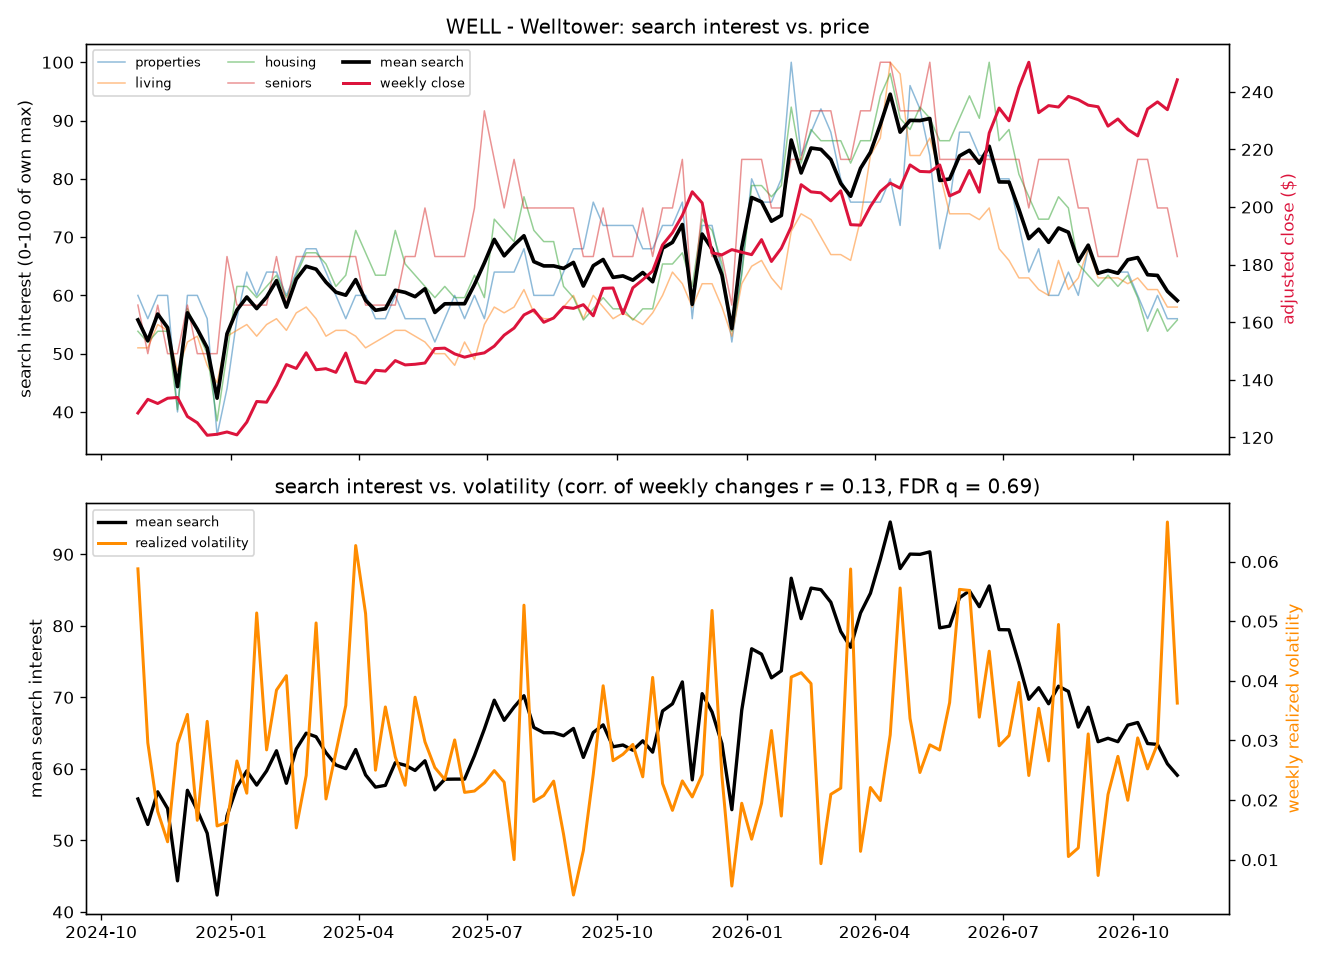 WELL - Welltower: search interest vs. price
properties
living
housing
seniors
mean search
weekly close
100
90
80
70
60
50
40
search interest (0-100 of own max)
240
220
200
180
160
140
120
adjusted close ($)
search interest vs. volatility (corr. of weekly changes r = 0.13, FDR q = 0.69)
mean search
realized volatility
90
80
70
60
50
40
mean search interest
0.06
0.05
0.04
0.03
0.02
0.01
weekly realized volatility
2024-10
2025-01
2025-04
2025-07
2025-10
2026-01
2026-04
2026-07
2026-10